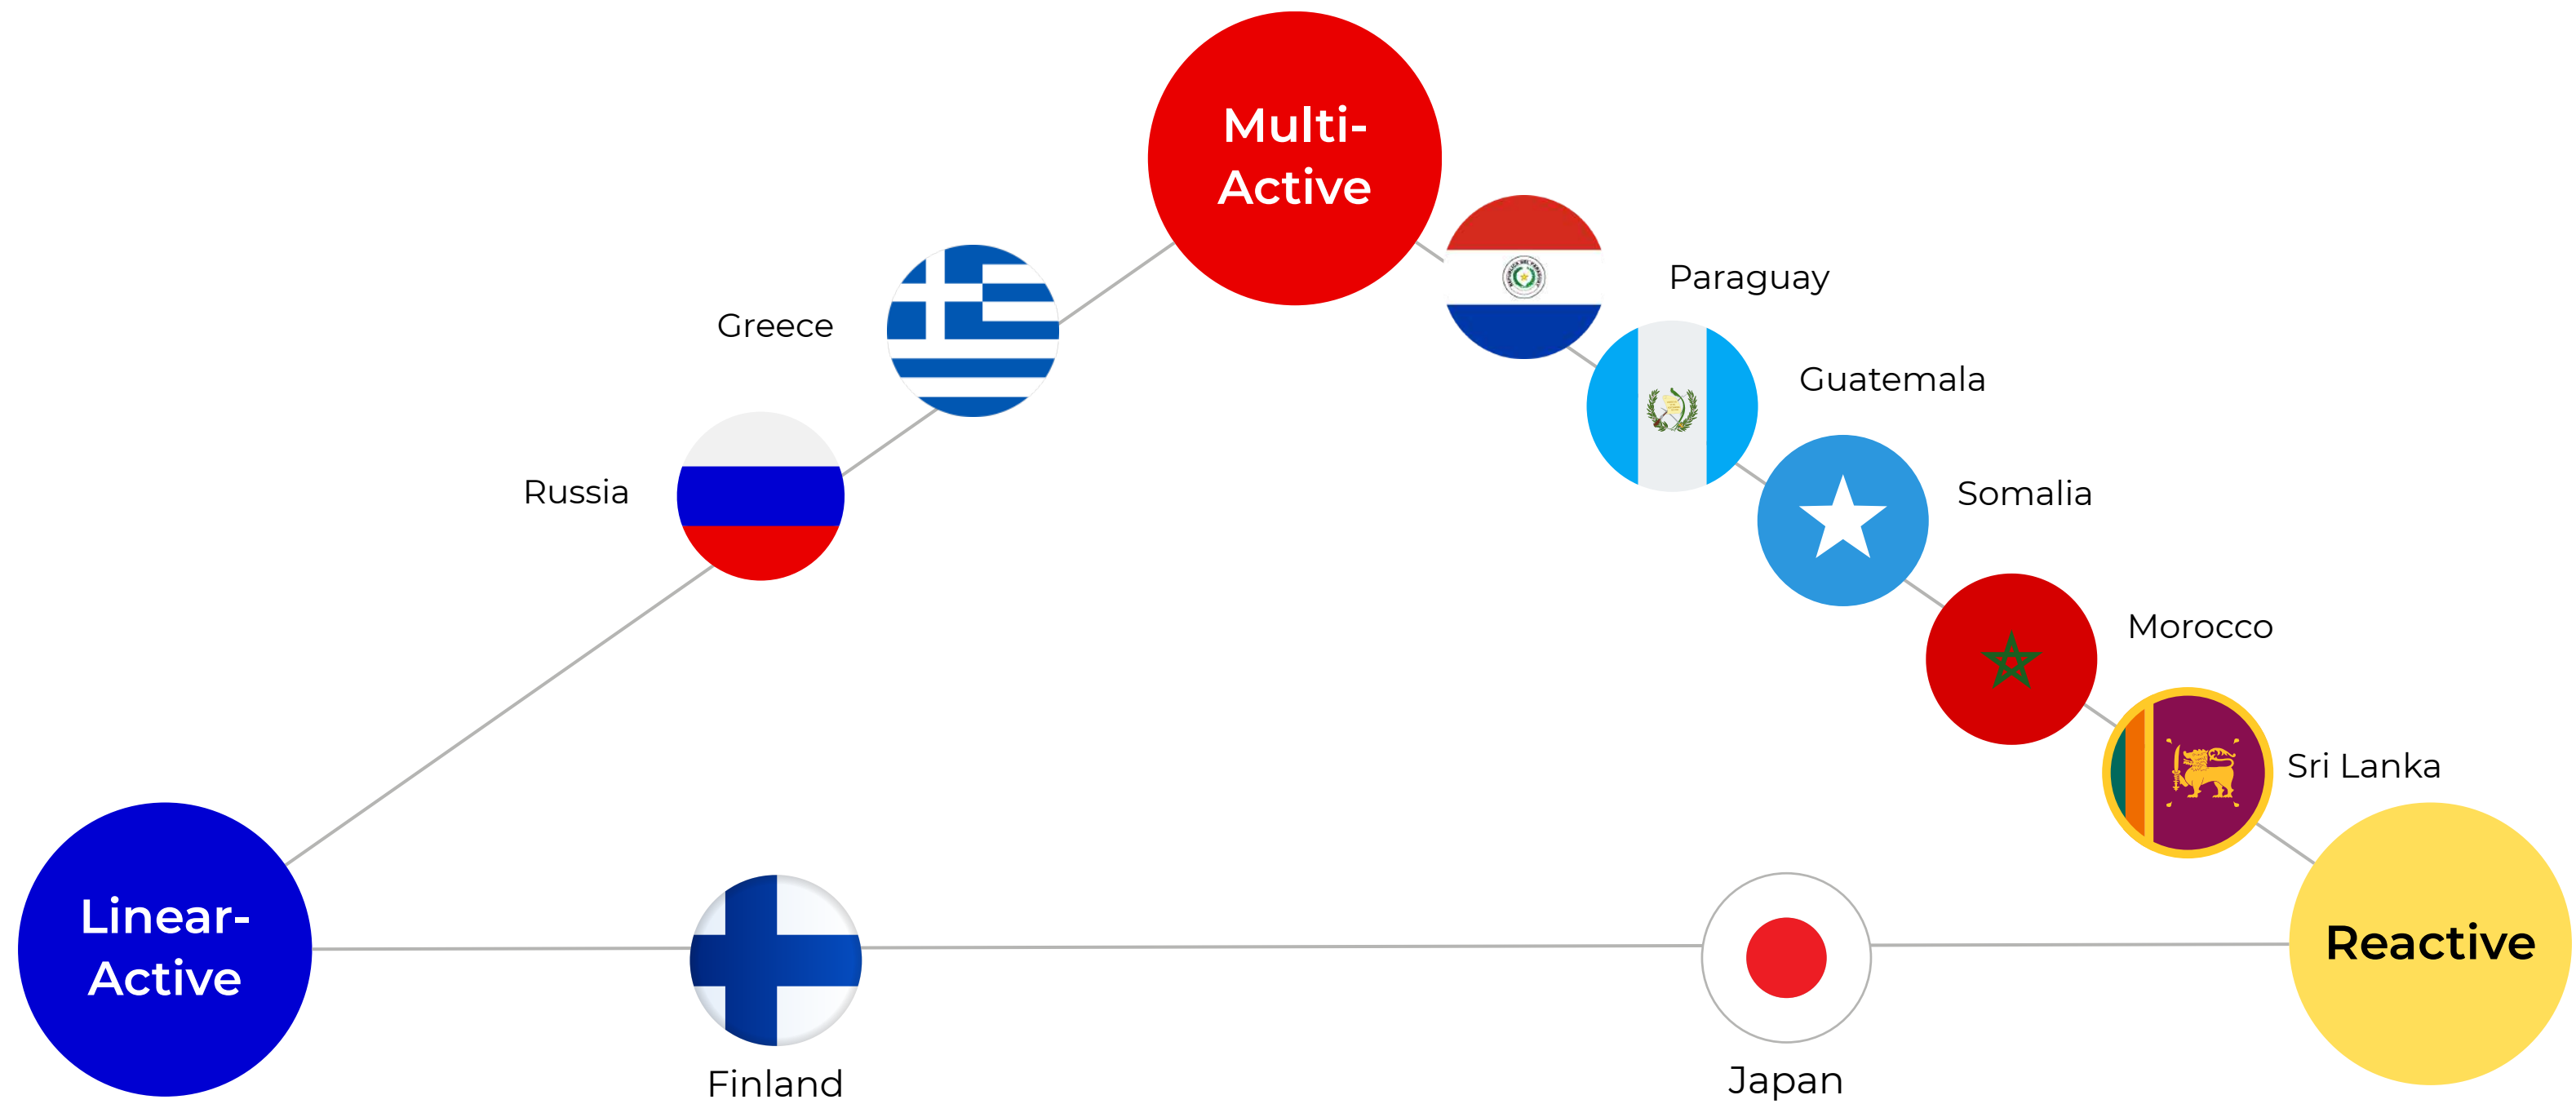 Multi-
Active
Paraguay
Greece
Guatemala
Russia
Somalia
Morocco
Sri Lanka
Linear-
Active
Reactive
Finland
Japan